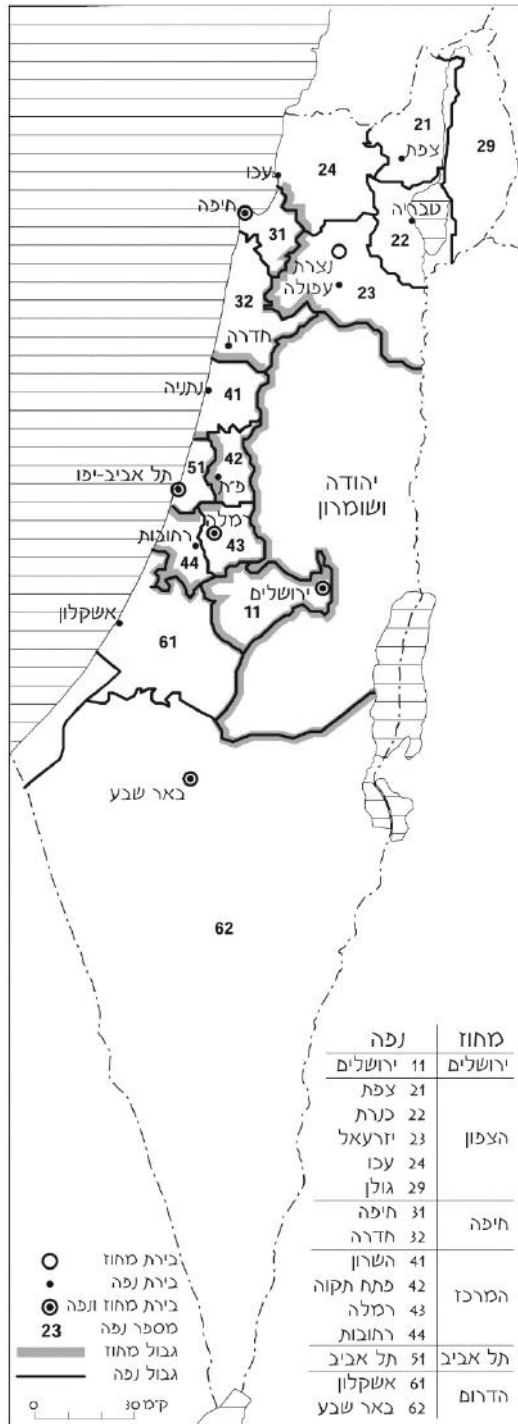 21
צפת
29
24
עכו
טבריה
חיפה
31
22
נצרת
עפולה
23
32
חדרה
נתניה
41
42
51
תל אביב-יפו
פ"ת
יהודה
ושומרון
רמלה
רחובות
43
44
ירושלים
11
אשקלון
61
באר שבע
62
מחוז נפה
ירושלים 11 ירושלים
הצפון
21 צפת
22 כנרת
23 יזרעאל
24 עכו
29 גולן
חיפה
31 חיפה
32 חדרה
המרכז
41 השרון
42 פתח תקוה
43 רמלה
44 רחובות
תל אביב 51 תל אביב
הדרום
61 אשקלון
62 באר שבע
בירת מחוז
בירת נפה
בירת מחוז ונפה
23 מספר נפה
גבול מחוז
גבול נפה
0 30 ק"מ